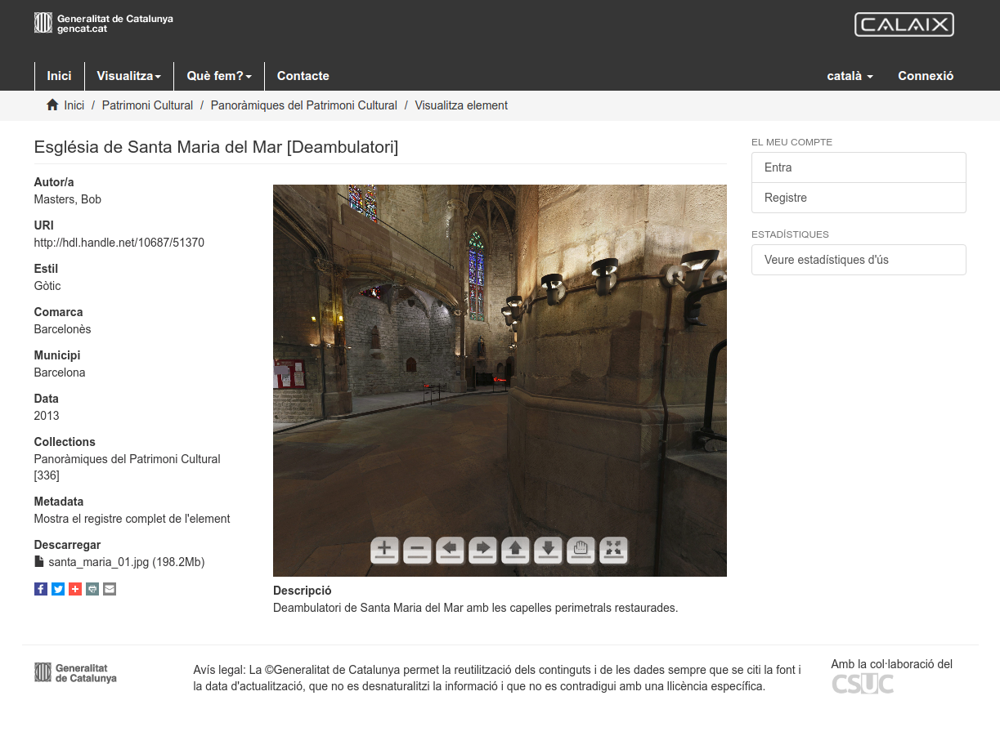 Generalitat de Catalunya
gencat.cat
CALAIX
Inici
Visualitza
Què fem?
Contacte
català
Connexió
Inici / Patrimoni Cultural / Panoràmiques del Patrimoni Cultural / Visualitza element
Església de Santa Maria del Mar [Deambulatori]
Autor/a
Masters, Bob
URI
http://hdl.handle.net/10687/51370
Estil
Gòtic
Comarca
Barcelonès
Municipi
Barcelona
Data
2013
Collections
Panoràmiques del Patrimoni Cultural
[336]
Metadata
Mostra el registre complet de l'element
Descarregar
santa_maria_01.jpg (198.2Mb)
Descripció
Deambulatori de Santa Maria del Mar amb les capelles perimetrals restaurades.
EL MEU COMPTE
Entra
Registre
ESTADÍSTIQUES
Veure estadístiques d'ús
Generalitat
de Catalunya
Avís legal: La ©Generalitat de Catalunya permet la reutilització dels continguts i de les dades sempre que se citi la font i
la data d'actualització, que no es desnaturalitzi la informació i que no es contradigui amb una llicència específica.
Amb la col·laboració del
CSUC